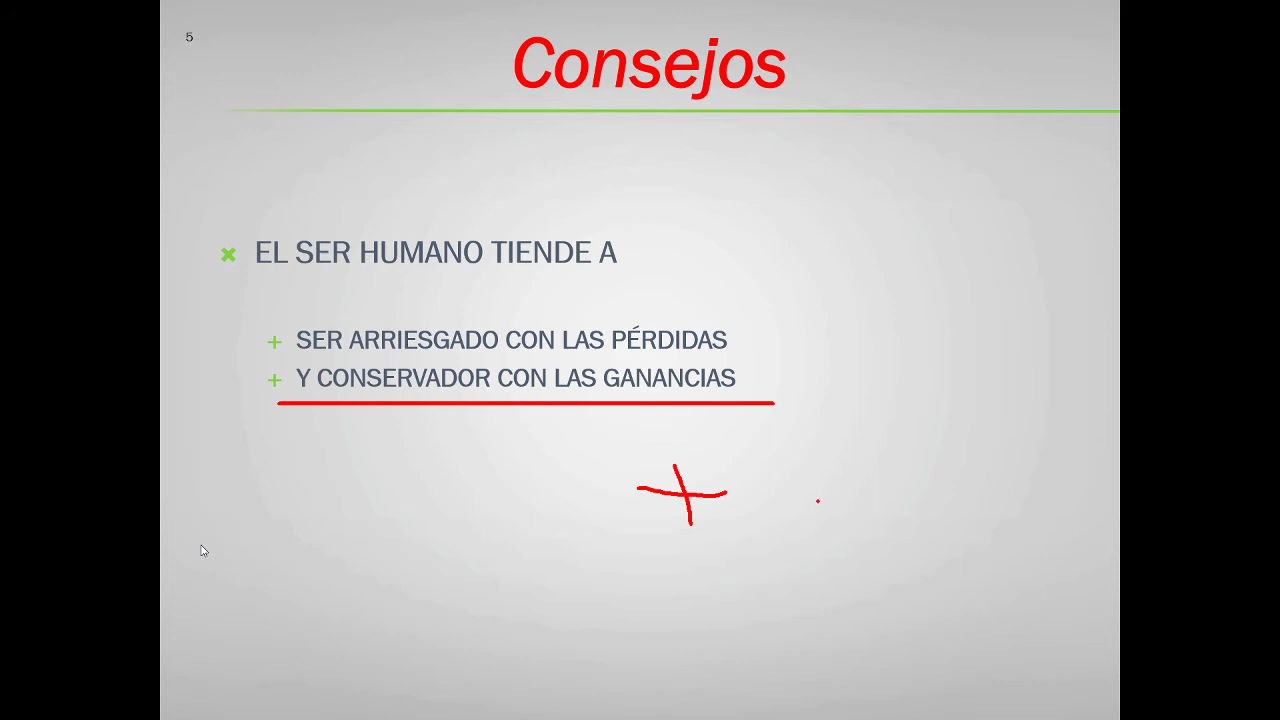 5
Consejos
EL SER HUMANO TIENDE A
SER ARRIESGADO CON LAS PÉRDIDAS
Y CONSERVADOR CON LAS GANANCIAS
+